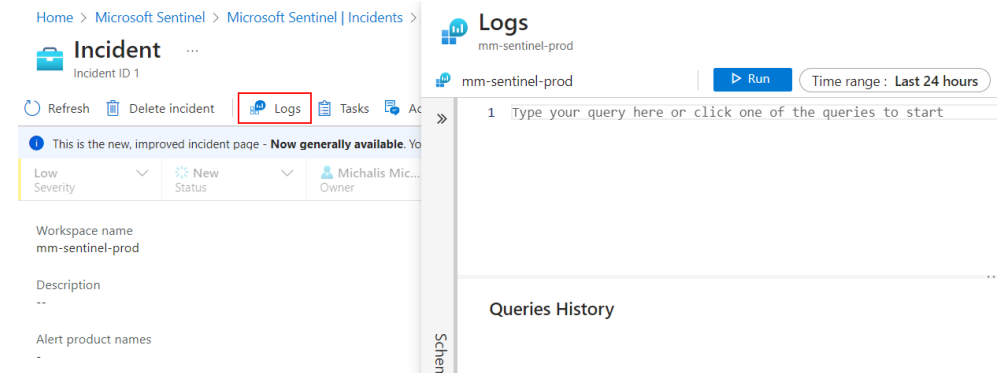 Home > Microsoft Sentinel > Microsoft Sentinel | Incidents >
Incident ...
Incident ID 1
Refresh Delete incident Logs Tasks
This is the new, improved incident page - Now generally available.
Low
Severity
New
Status
Michalis Mic...
Owner
Workspace name
mm-sentinel-prod
Description
--
Alert product names
-
Logs
mm-sentinel-prod
mm-sentinel-prod Run Time range : Last 24 hours
1 Type your query here or click one of the queries to start
Queries History